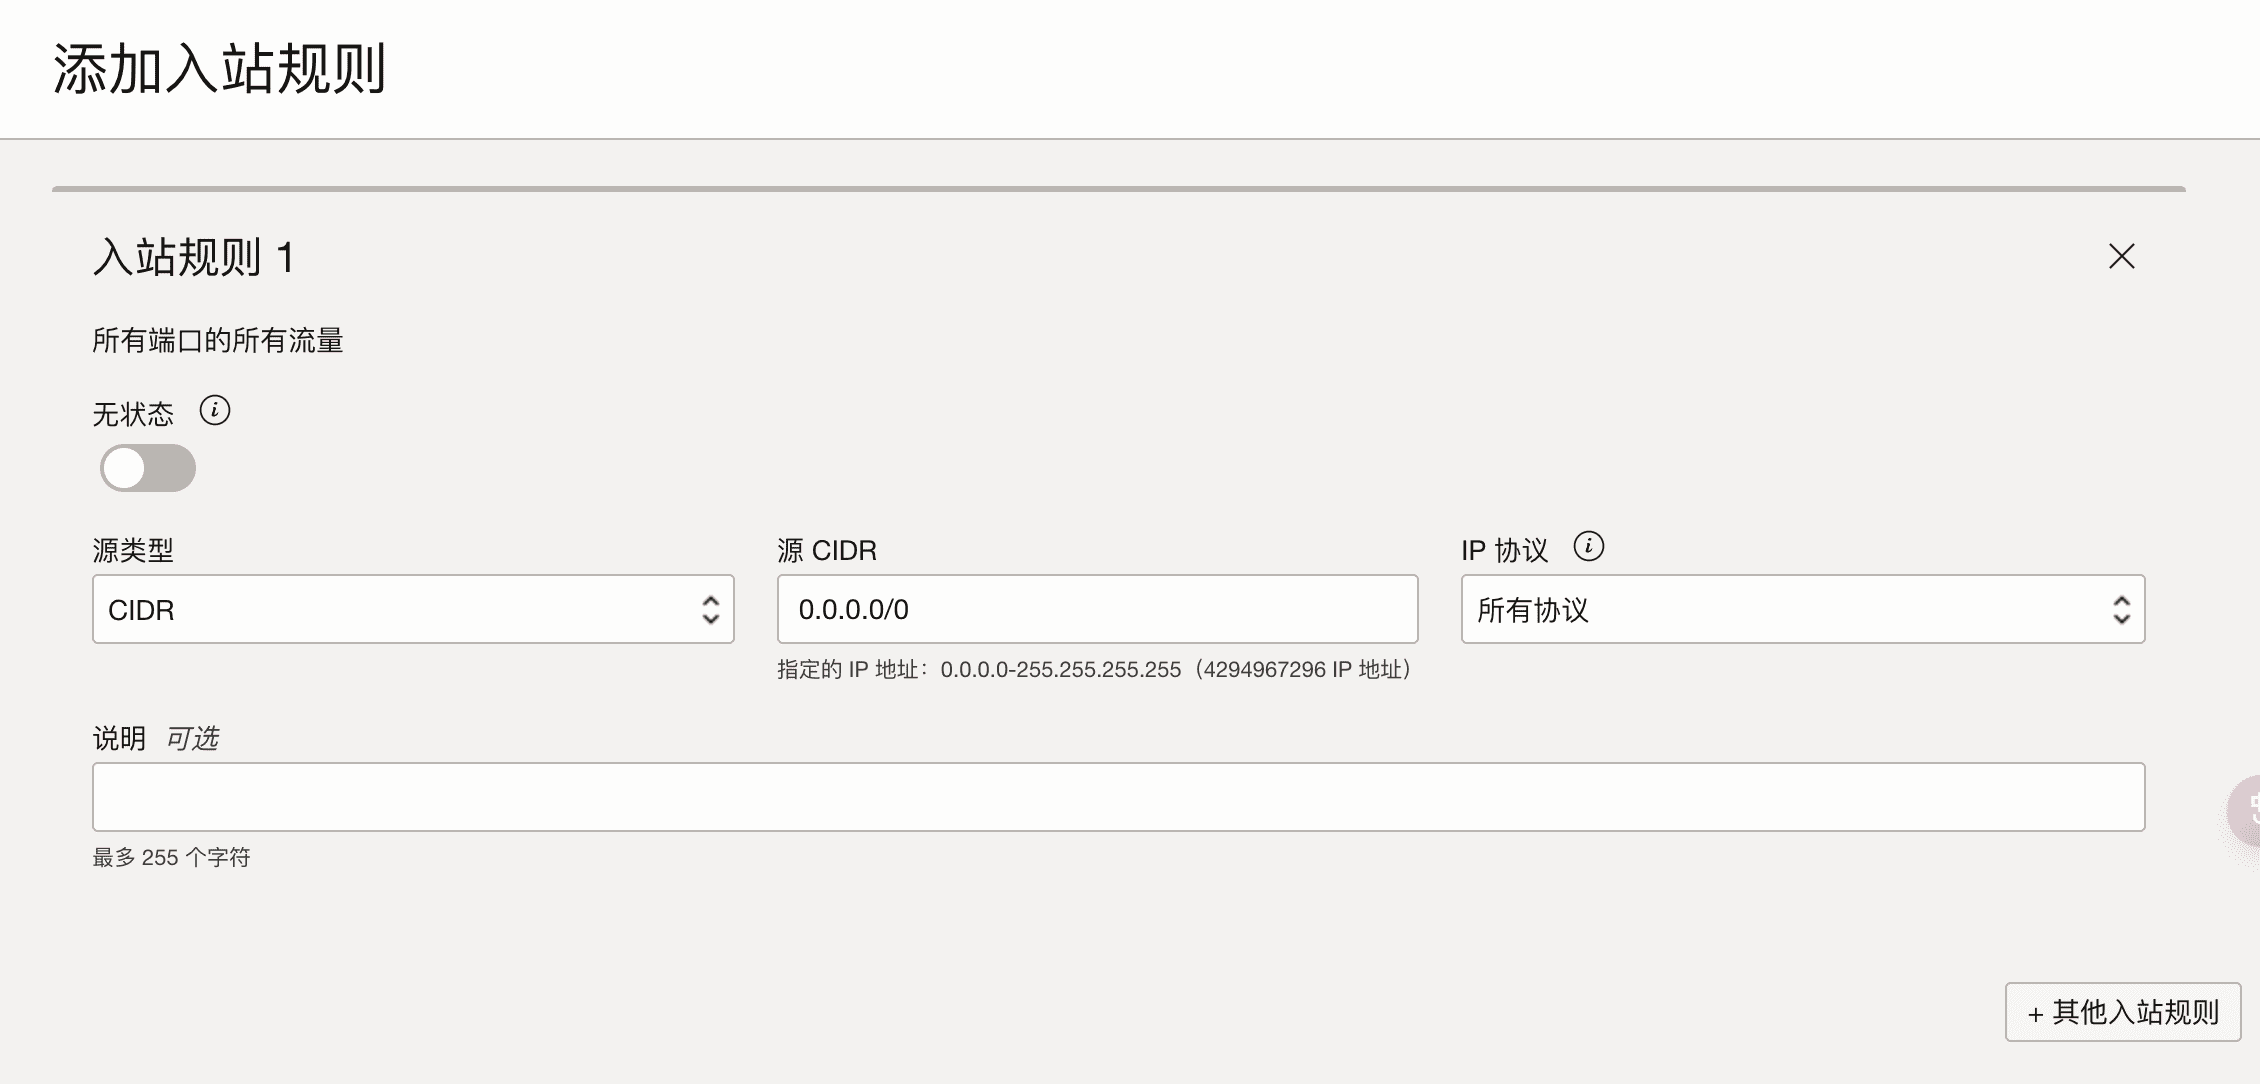 添加入站规则
入站规则 1
所有端口的所有流量
无状态
源类型
源 CIDR
IP 协议
CIDR
0.0.0.0/0
所有协议
指定的 IP 地址：0.0.0.0-255.255.255.255（4294967296 IP 地址）
说明 可选
最多 255 个字符
+ 其他入站规则